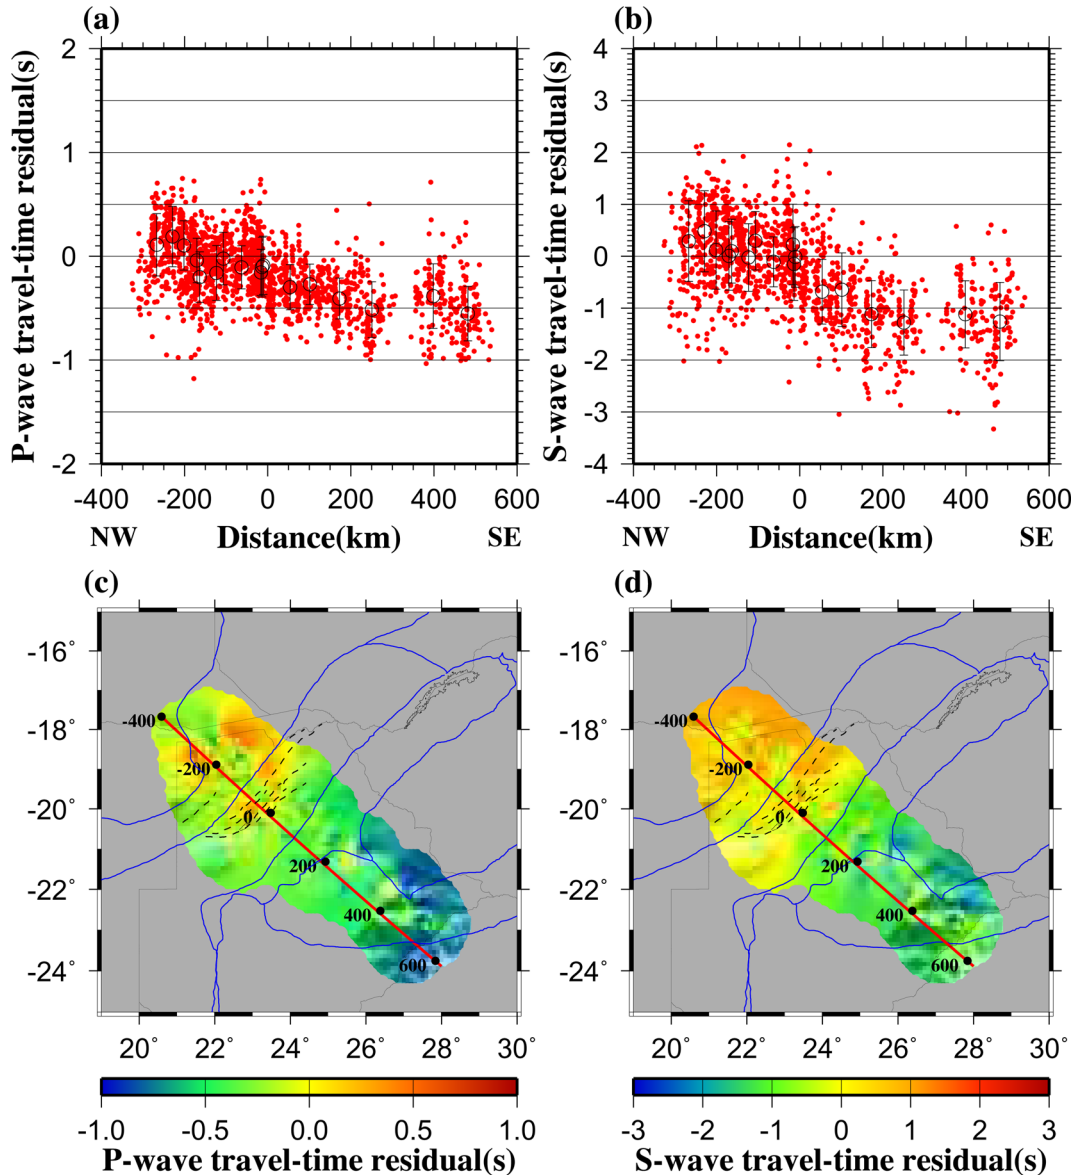 (a)
(b)
P-wave travel-time residual(s)
2
1
0
-1
-2
-400 -200 0 200 400 600
NW Distance(km) SE
S-wave travel-time residual(s)
4
3
2
1
0
-1
-2
-3
-4
-400 -200 0 200 400 600
NW Distance(km) SE
(c)
(d)
-16°
-18°
-20°
-22°
-24°
-400
-200
0
200
400
600
20° 22° 24° 26° 28° 30°
-16°
-18°
-20°
-22°
-24°
-400
-200
0
200
400
600
20° 22° 24° 26° 28° 30°
-1.0 -0.5 0.0 0.5 1.0
P-wave travel-time residual(s)
-3 -2 -1 0 1 2 3
S-wave travel-time residual(s)